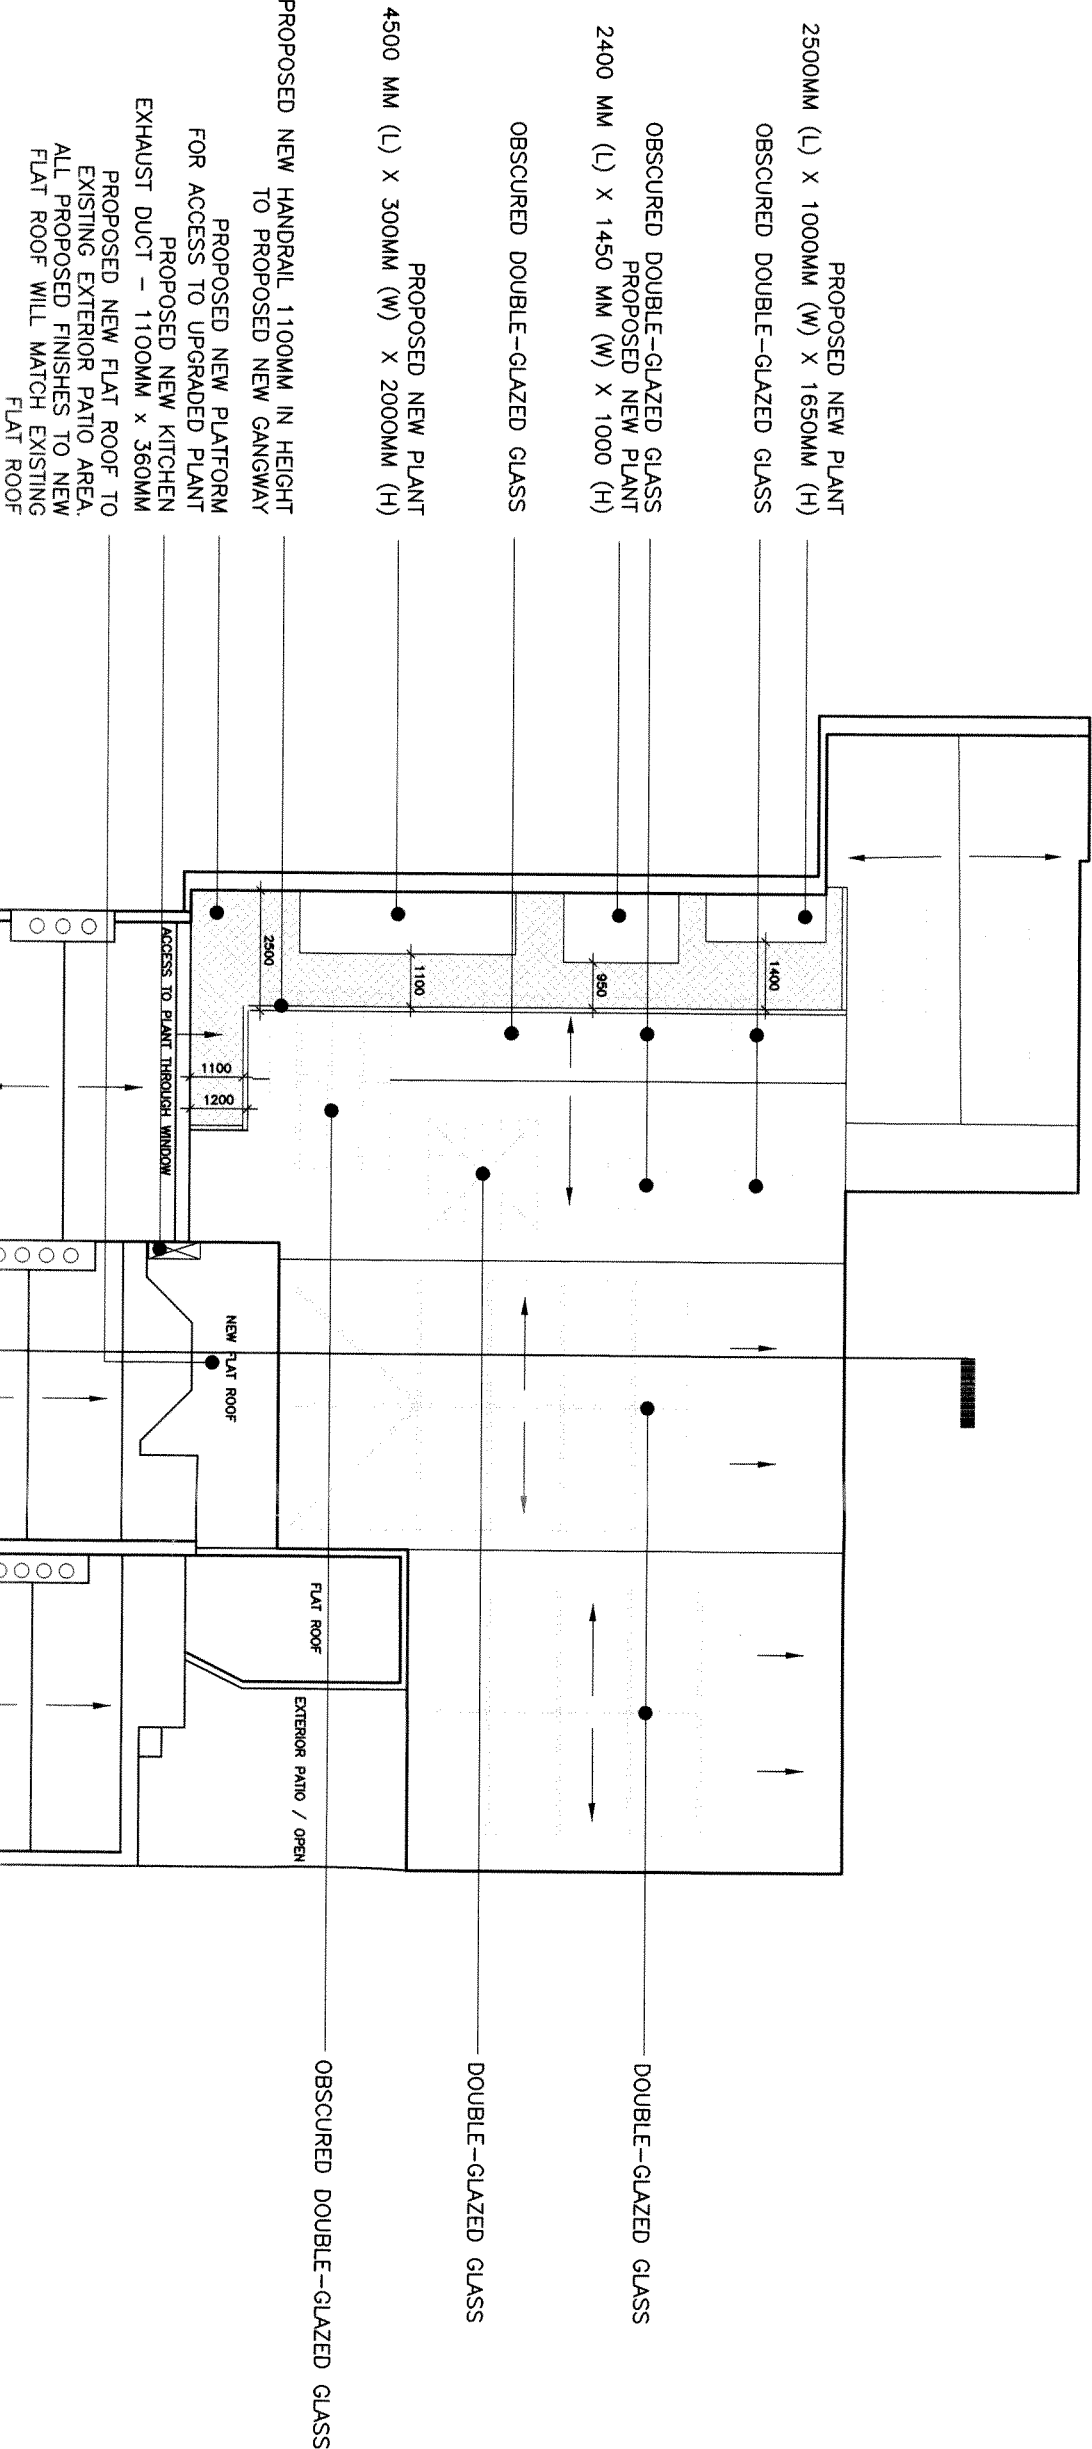 PROPOSED NEW PLANT
2500MM (L) X 1000MM (W) X 1650MM (H)
OBSCURED DOUBLE-GLAZED GLASS
OBSCURED DOUBLE-GLAZED GLASS
PROPOSED NEW PLANT
2400 MM (L) X 1450 MM (W) X 1000 (H)
OBSCURED DOUBLE-GLAZED GLASS
PROPOSED NEW PLANT
4500 MM (L) X 300MM (W) X 2000MM (H)
PROPOSED NEW HANDRAIL 1100MM IN HEIGHT
TO PROPOSED NEW GANGWAY
PROPOSED NEW PLATFORM
FOR ACCESS TO UPGRADED PLANT
PROPOSED NEW KITCHEN
EXHAUST DUCT - 1100MM x 360MM
PROPOSED NEW FLAT ROOF TO
EXISTING EXTERIOR PATIO AREA.
ALL PROPOSED FINISHES TO NEW
FLAT ROOF WILL MATCH EXISTING
FLAT ROOF
1400
950
1100
2500
1100
1200
ACCESS TO PLANT THROUGH WINDOW
NEW FLAT ROOF
FLAT ROOF
EXTERIOR PATIO / OPEN
DOUBLE-GLAZED GLASS
DOUBLE-GLAZED GLASS
OBSCURED DOUBLE-GLAZED GLASS